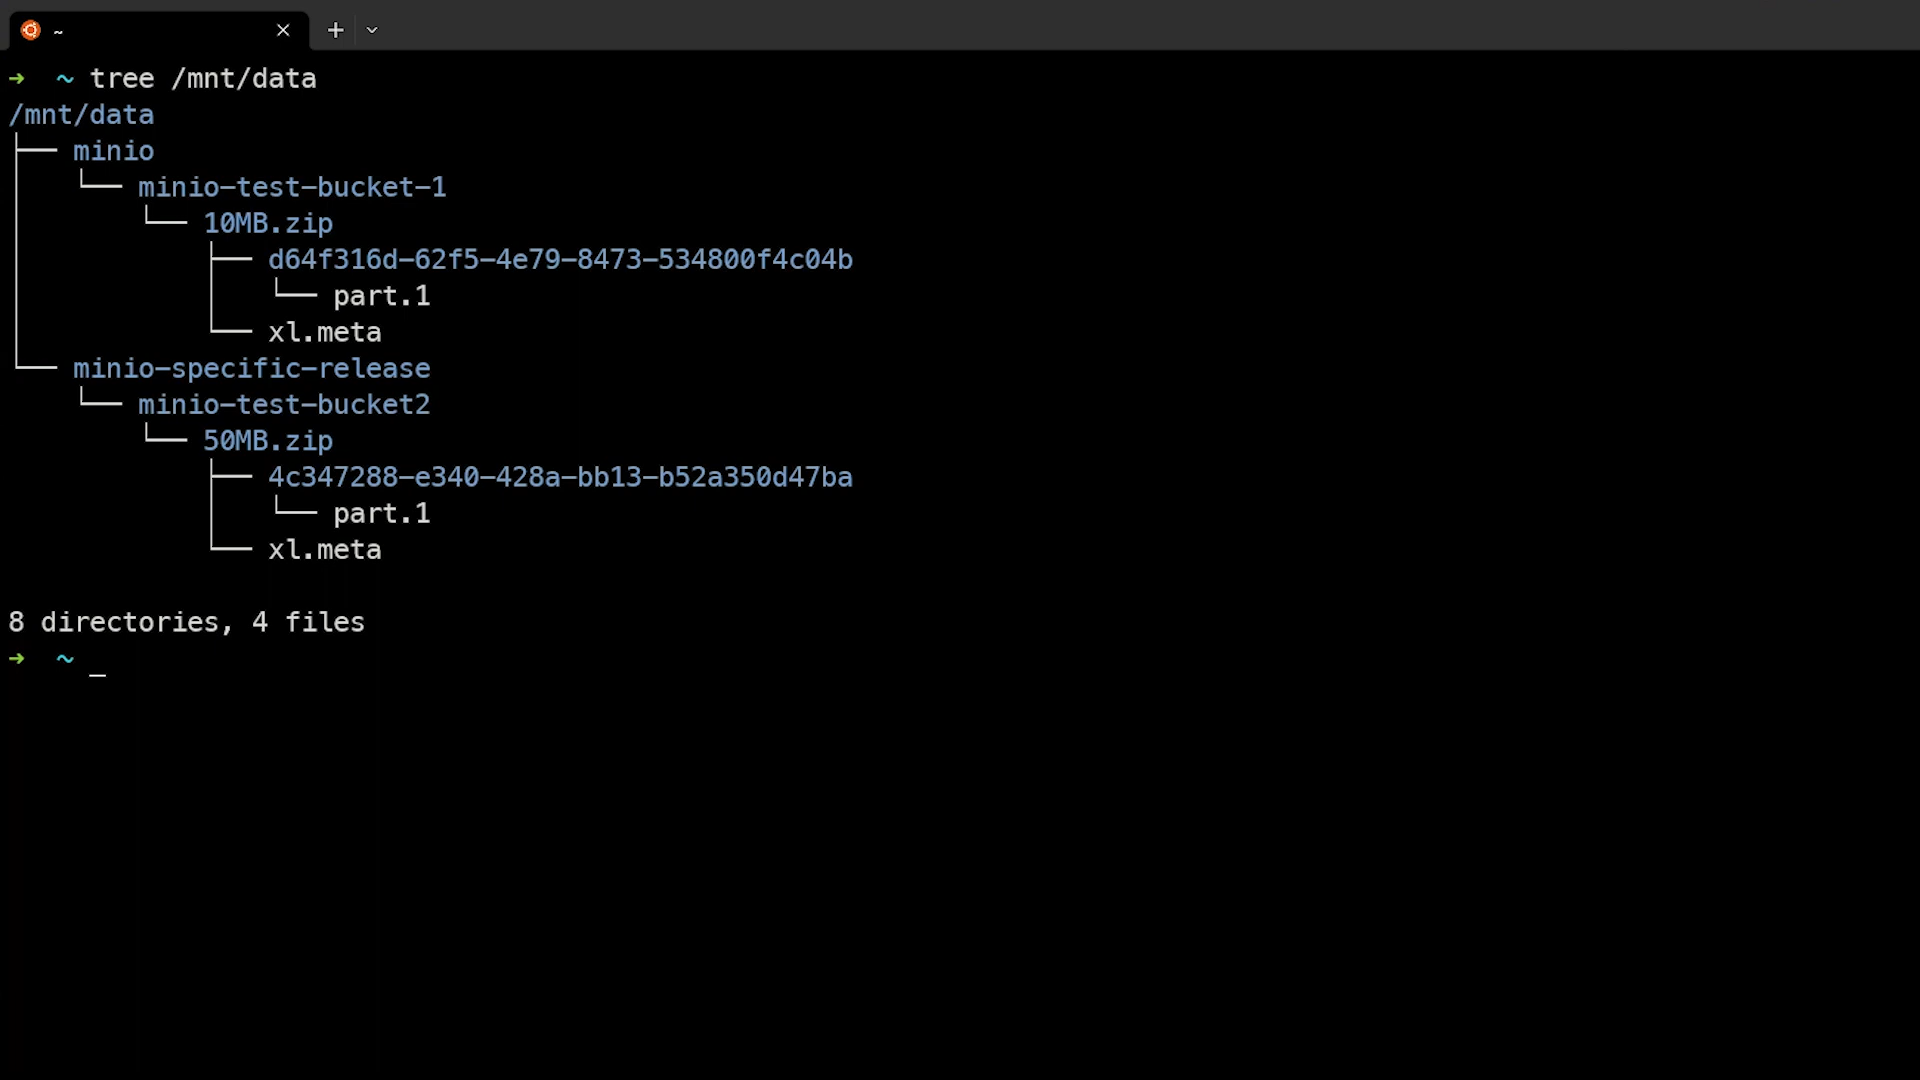 ~
➜  ~ tree /mnt/data
/mnt/data
├── minio
│   └── minio-test-bucket-1
│       └── 10MB.zip
│           ├── d64f316d-62f5-4e79-8473-534800f4c04b
│           │   └── part.1
│           └── xl.meta
└── minio-specific-release
    └── minio-test-bucket2
        └── 50MB.zip
            ├── 4c347288-e340-428a-bb13-b52a350d47ba
            │   └── part.1
            └── xl.meta
8 directories, 4 files
➜  ~ _